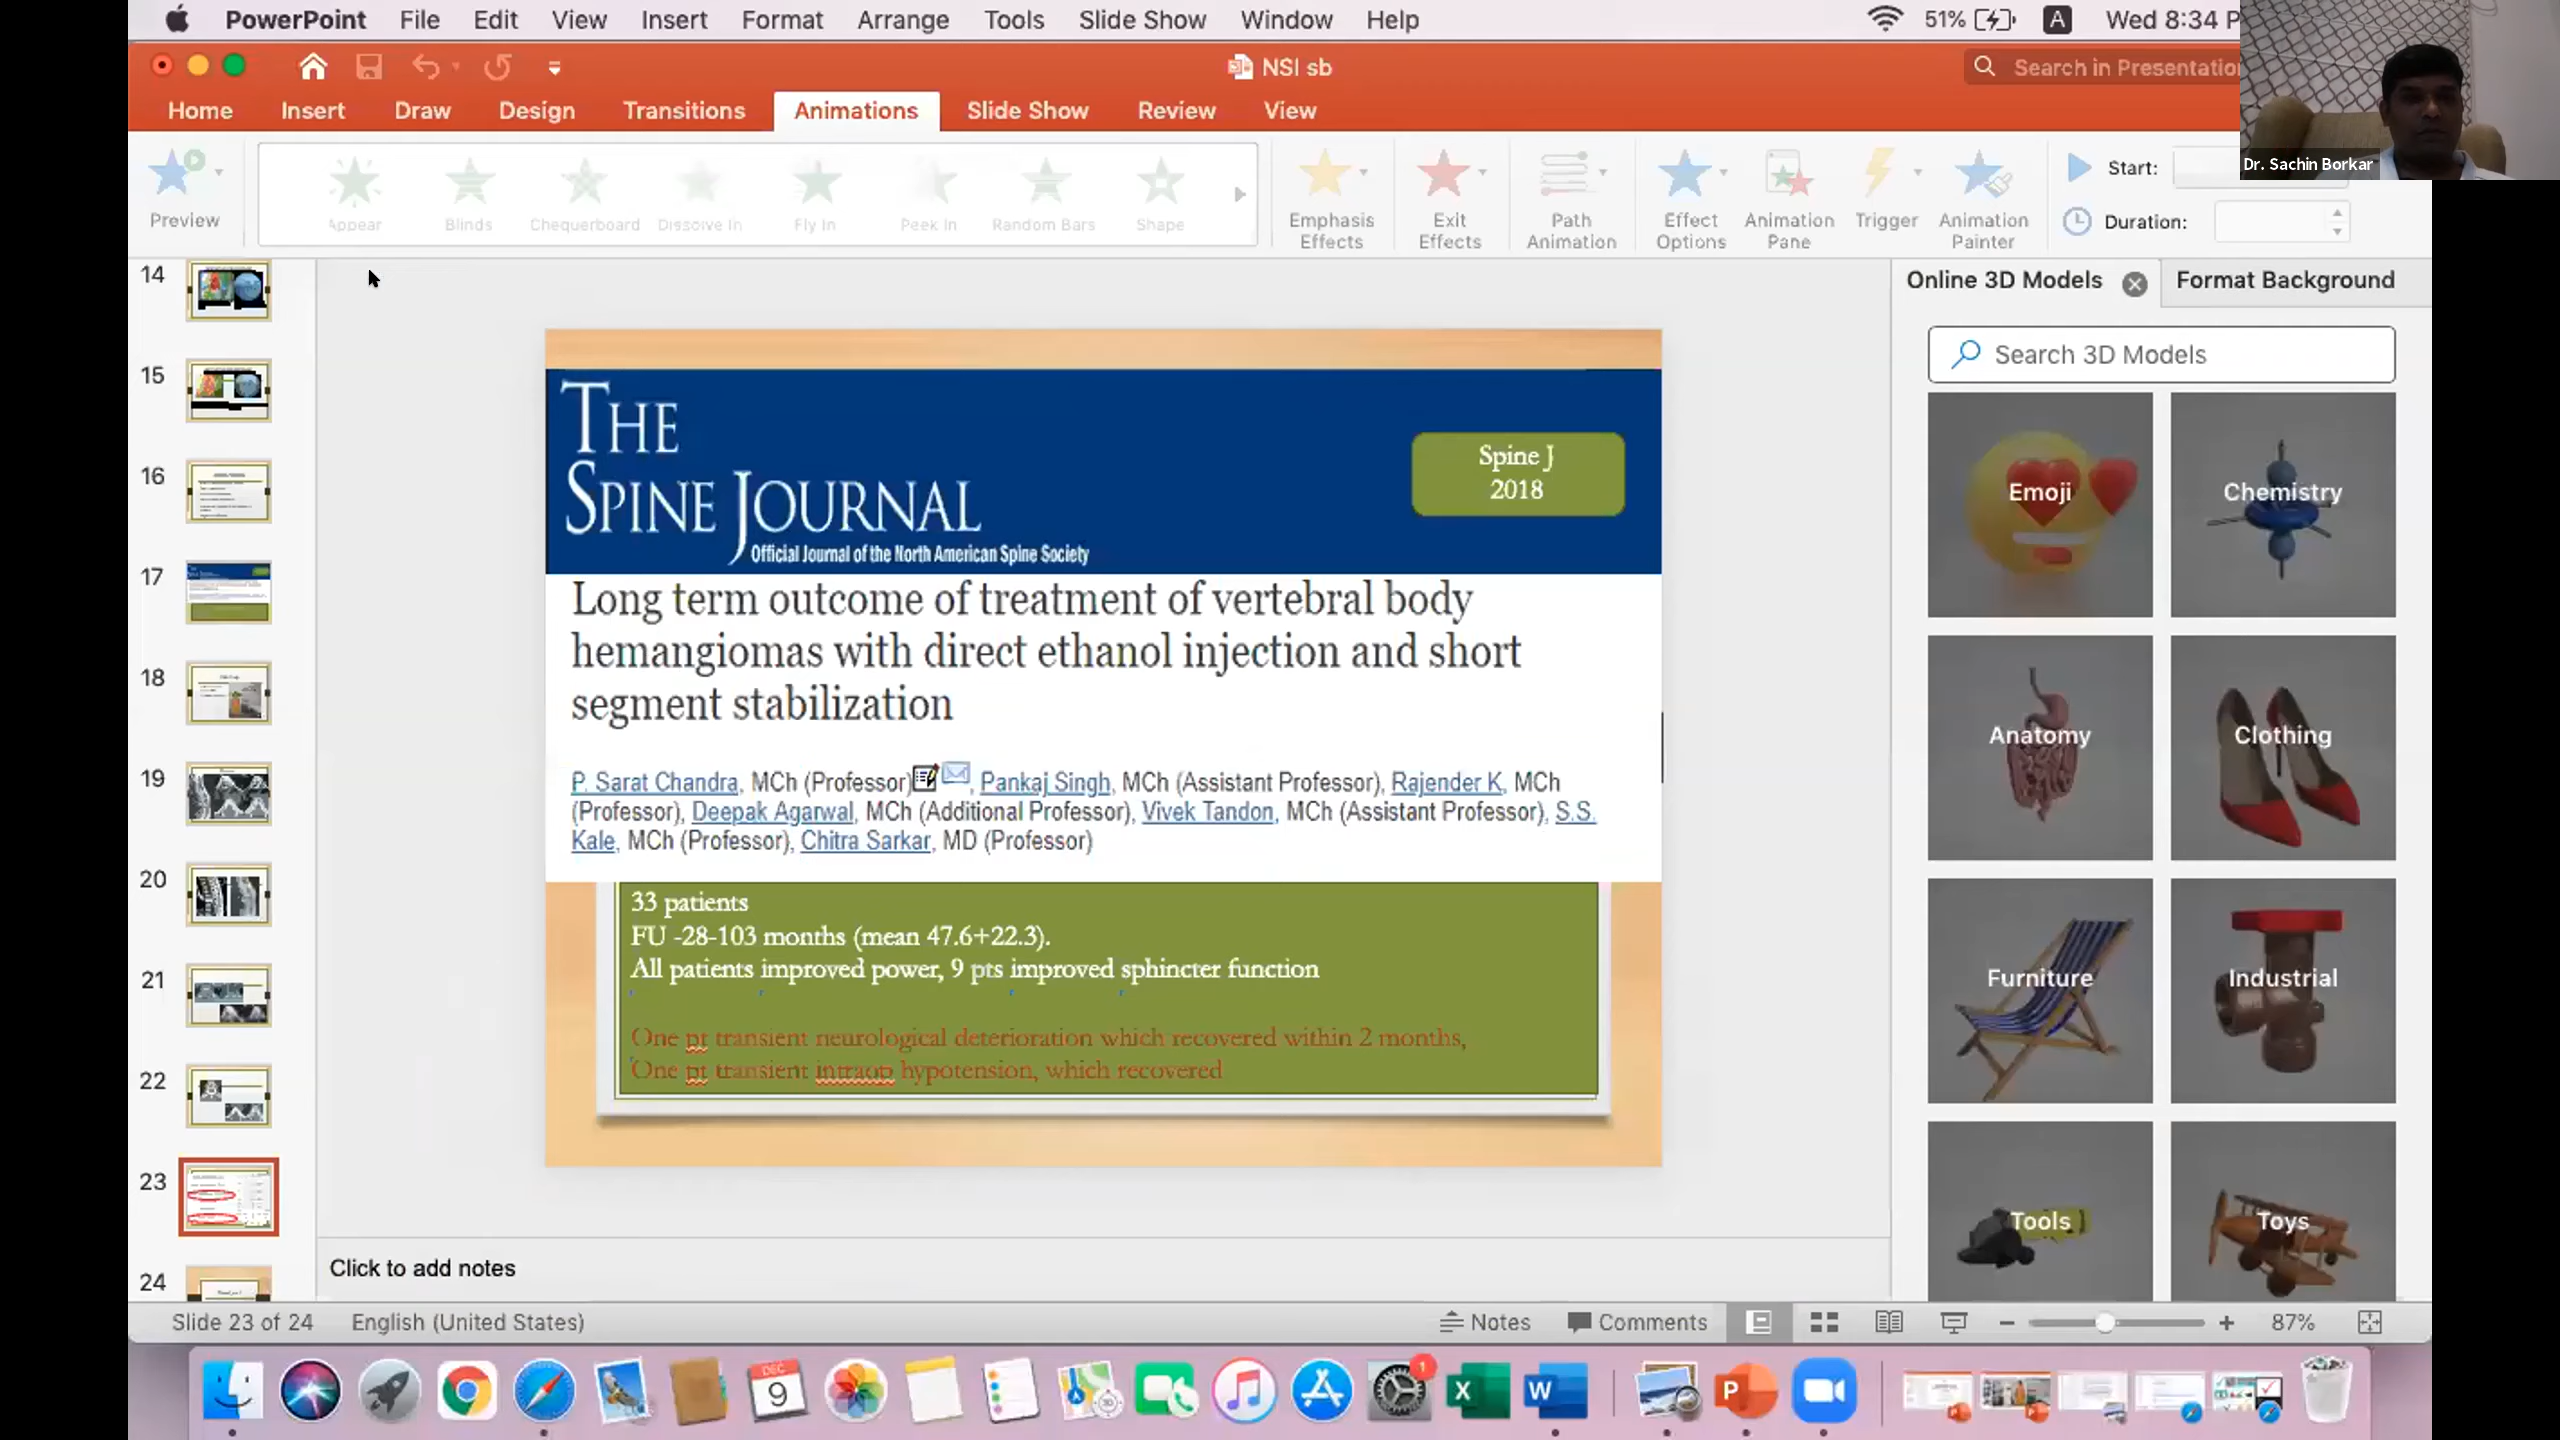 PowerPoint File Edit View Insert Format Arrange Tools Slide Show Window Help 51% A Wed 8:34 P
NSI sb
Search in Presentatio
Home Insert Draw Design Transitions Animations Slide Show Review View
Dr. Sachin Borkar
Preview
Appear Blinds Chequerboard Dissolve In Fly In Peek In Random Bars Shape
Emphasis Effects
Exit Effects
Path Animation
Effect Options
Animation Pane
Trigger
Animation Painter
Start:
Duration:
14
15
16
17
18
19
20
21
22
23
24
THE
SPINE JOURNAL
Official Journal of the North American Spine Society
Spine J
2018
Long term outcome of treatment of vertebral body
hemangiomas with direct ethanol injection and short
segment stabilization
P. Sarat Chandra, MCh (Professor) , Pankaj Singh, MCh (Assistant Professor), Rajender K, MCh
(Professor), Deepak Agarwal, MCh (Additional Professor), Vivek Tandon, MCh (Assistant Professor), S.S.
Kale, MCh (Professor), Chitra Sarkar, MD (Professor)
33 patients
FU -28-103 months (mean 47.6+22.3).
All patients improved power, 9 pts improved sphincter function
One pt transient neurological deterioration which recovered within 2 months,
One pt transient intraop hypotension, which recovered
Online 3D Models
Format Background
Search 3D Models
Emoji
Chemistry
Anatomy
Clothing
Furniture
Industrial
Tools
Toys
Click to add notes
Slide 23 of 24 English (United States) Notes Comments 87%
DEC
9
1
X
W
P